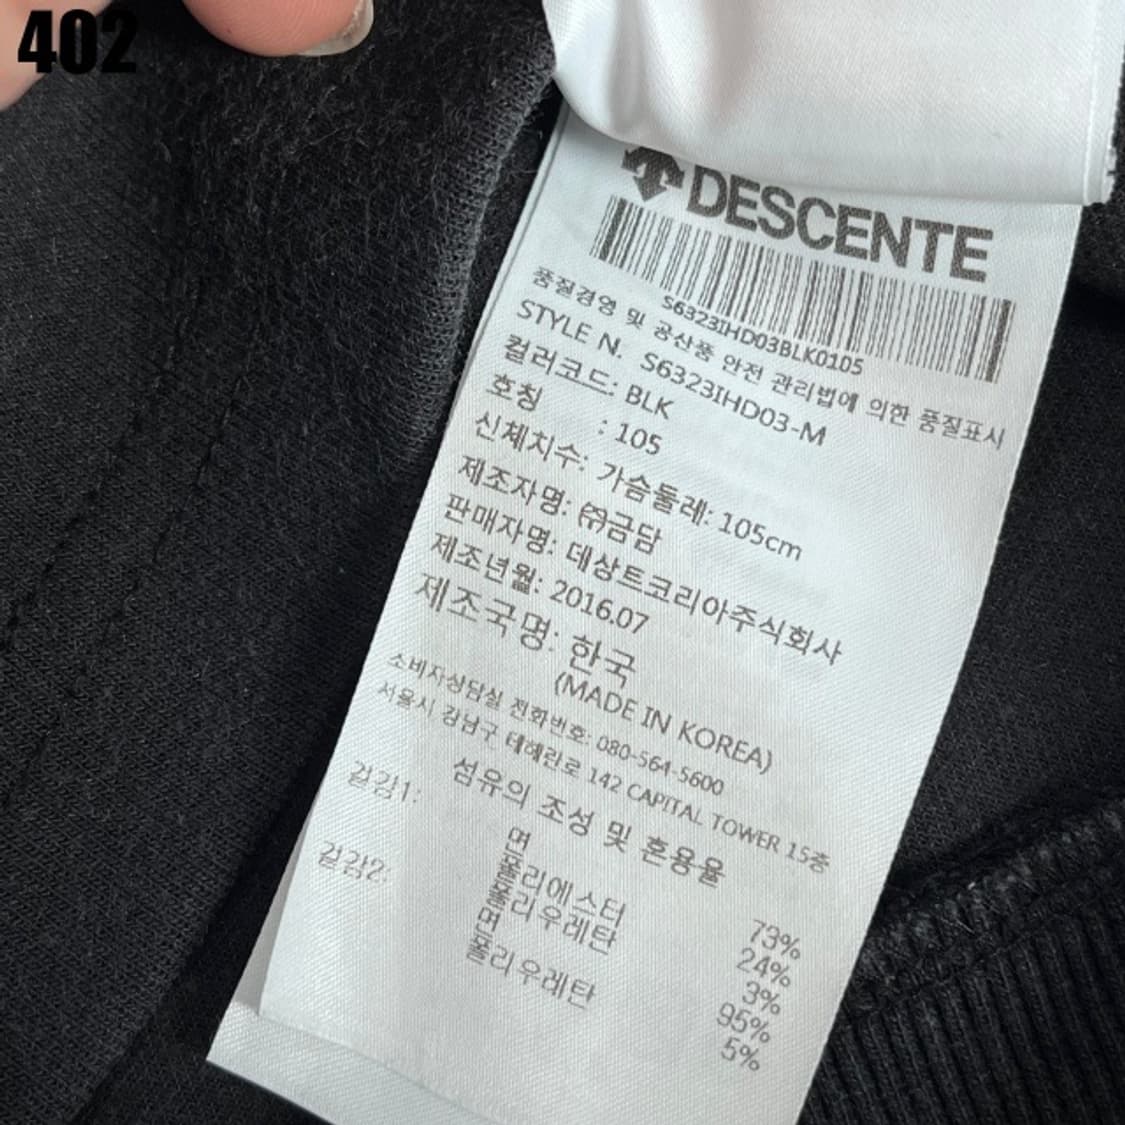 402
DESCENTE
S6323IHD03BLK0105
품질경영 및 공산품 안전 관리법에 의한 품질표시
STYLE N. S6323IHD03-M
컬러코드: BLK
호칭 : 105
신체치수: 가슴둘레: 105cm
제조자명: ㈜금담
판매자명: 데상트코리아주식회사
제조년월: 2016.07
제조국명: 한국
(MADE IN KOREA)
소비자상담실 전화번호: 080-564-5600
서울시 강남구 테헤란로 142 CAPITAL TOWER 15층
섬유의 조성 및 혼용율
겉감1: 면 73%
폴리에스터 24%
폴리우레탄 3%
겉감2: 면 95%
폴리우레탄 5%